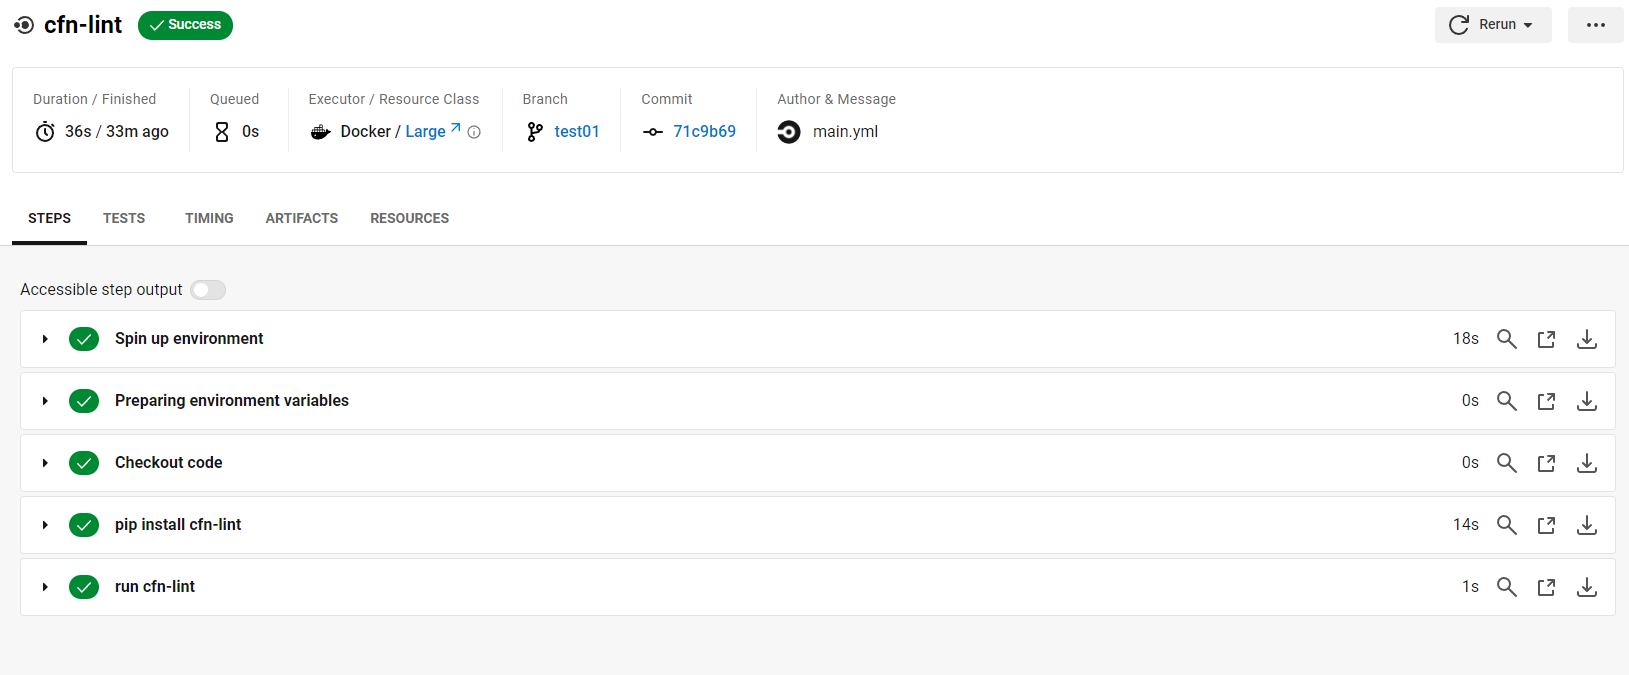 cfn-lint
Success
Rerun
Duration / Finished
36s / 33m ago
Queued
0s
Executor / Resource Class
Docker / Large
Branch
test01
Commit
71c9b69
Author & Message
main.yml
STEPS TESTS TIMING ARTIFACTS RESOURCES
Accessible step output
Spin up environment 18s
Preparing environment variables 0s
Checkout code 0s
pip install cfn-lint 14s
run cfn-lint 1s